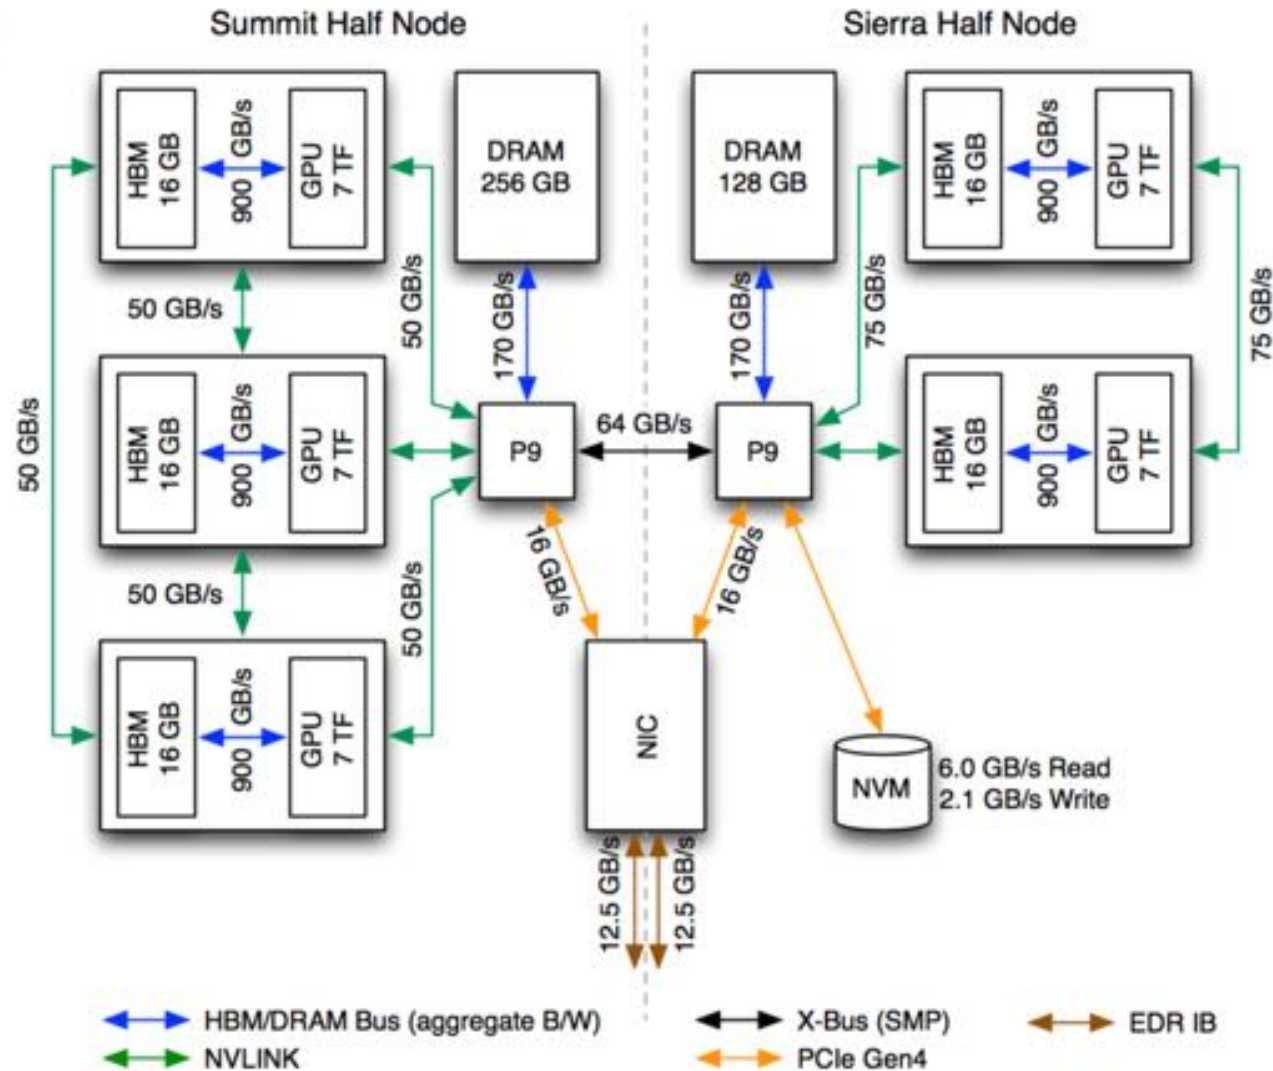 Summit Half Node
Sierra Half Node
HBM
16 GB
900 GB/s
GPU
7 TF
DRAM
256 GB
DRAM
128 GB
HBM
16 GB
900 GB/s
GPU
7 TF
50 GB/s
50 GB/s
170 GB/s
170 GB/s
75 GB/s
75 GB/s
50 GB/s
HBM
16 GB
900 GB/s
GPU
7 TF
P9
64 GB/s
P9
HBM
16 GB
900 GB/s
GPU
7 TF
50 GB/s
50 GB/s
16 GB/s
16 GB/s
HBM
16 GB
900 GB/s
GPU
7 TF
NIC
NVM
6.0 GB/s Read
2.1 GB/s Write
12.5 GB/s
12.5 GB/s
HBM/DRAM Bus (aggregate B/W)
X-Bus (SMP)
EDR IB
NVLINK
PCIe Gen4